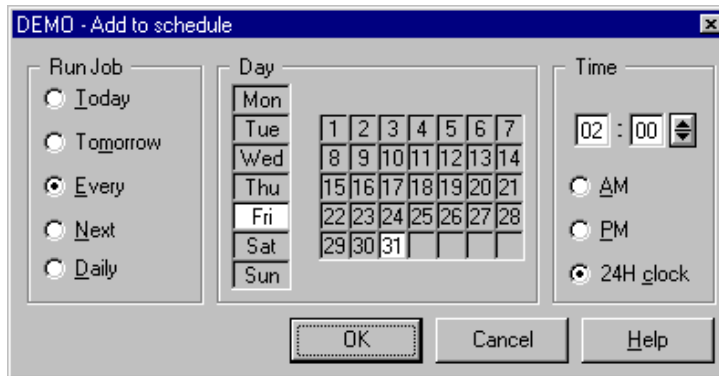 DEMO - Add to schedule
Run Job
Today
Tomorrow
Every
Next
Daily
Day
Mon
Tue
Wed
Thu
Fri
Sat
Sun
1 2 3 4 5 6 7
8 9 10 11 12 13 14
15 16 17 18 19 20 21
22 23 24 25 26 27 28
29 30 31
Time
02 : 00
AM
PM
24H clock
OK Cancel Help